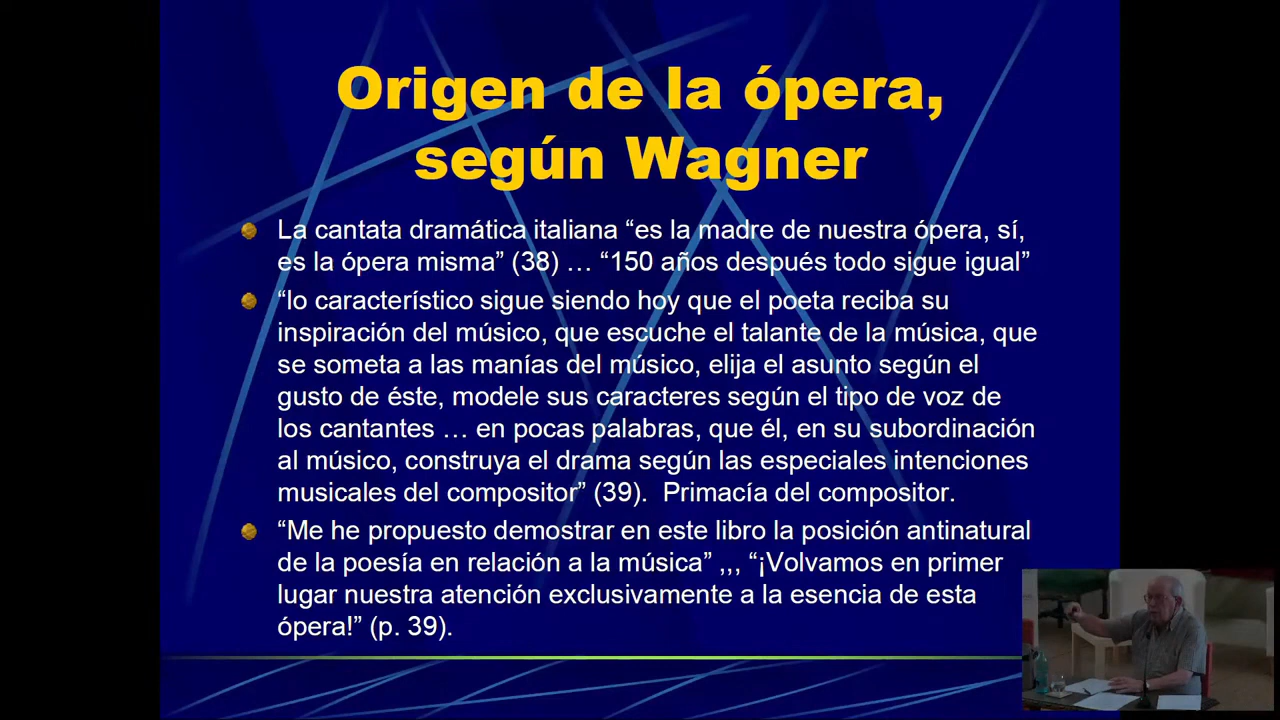 Origen de la ópera,
según Wagner
La cantata dramática italiana “es la madre de nuestra ópera, sí,
es la ópera misma” (38) … “150 años después todo sigue igual”
“lo característico sigue siendo hoy que el poeta reciba su
inspiración del músico, que escuche el talante de la música, que
se someta a las manías del músico, elija el asunto según el
gusto de éste, modele sus caracteres según el tipo de voz de
los cantantes … en pocas palabras, que él, en su subordinación
al músico, construya el drama según las especiales intenciones
musicales del compositor” (39).  Primacía del compositor.
“Me he propuesto demostrar en este libro la posición antinatural
de la poesía en relación a la música” ,,, “¡Volvamos en primer
lugar nuestra atención exclusivamente a la esencia de esta
ópera!” (p. 39).